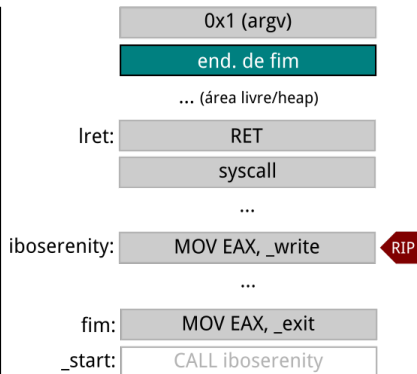 0x1 (argv)
end. de fim
... (área livre/heap)
lret: RET
syscall
...
iboserenity: MOV EAX, _write RIP
...
fim: MOV EAX, _exit
_start: CALL iboserenity